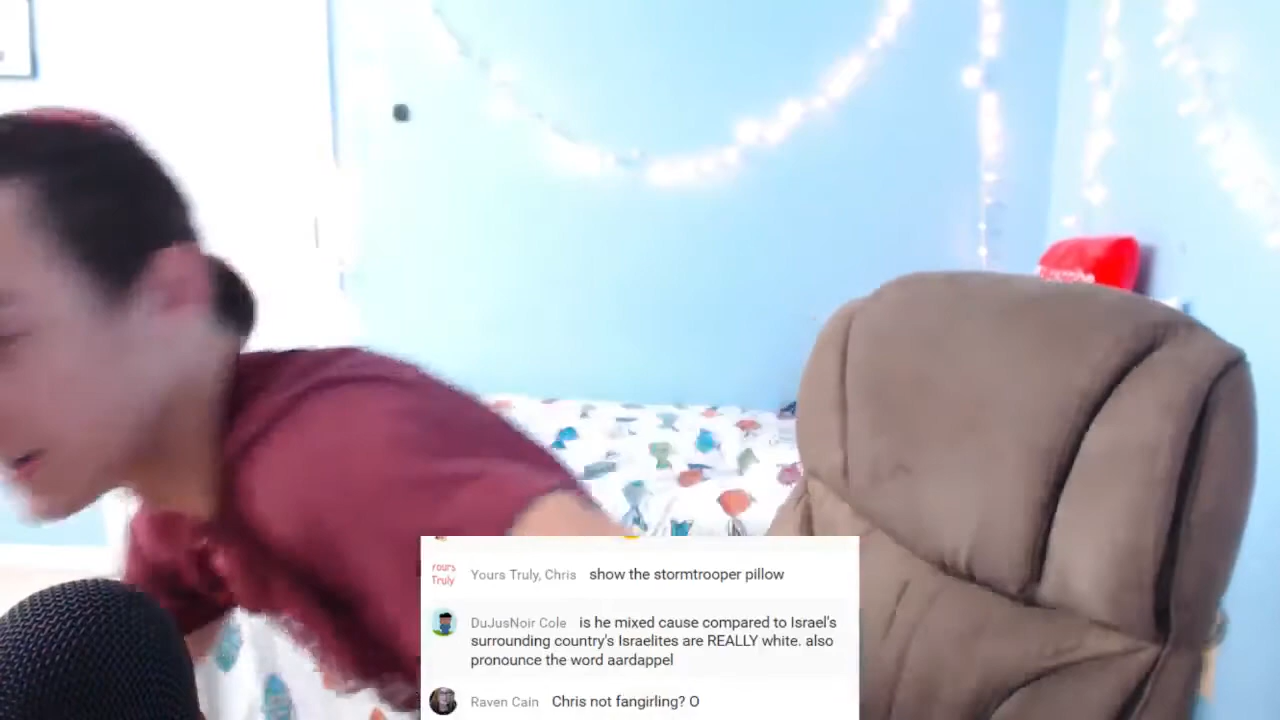 Yours Truly, Chris show the stormtrooper pillow
Yours
Truly
DuJusNoir Cole is he mixed cause compared to Israel's
surrounding country's Israelites are REALLY white. also
pronounce the word aardappel
Raven Cain Chris not fangirling? O